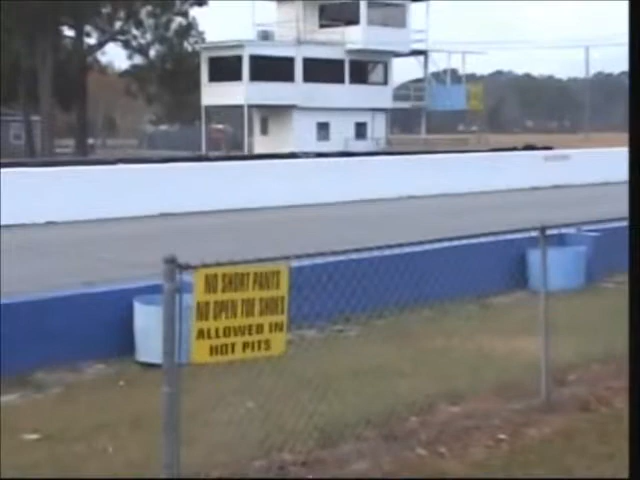 NO SHORT PANTS
NO OPEN TOE SHOES
ALLOWED IN
HOT PITS